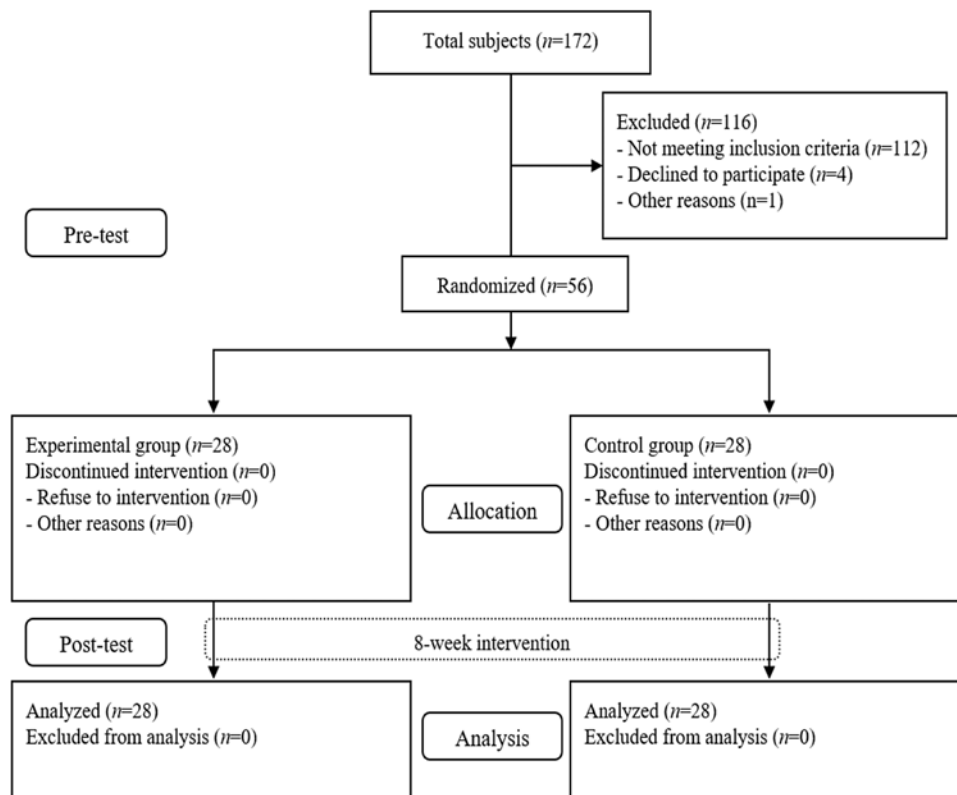 Total subjects (n=172)
Excluded (n=116)
- Not meeting inclusion criteria (n=112)
- Declined to participate (n=4)
- Other reasons (n=1)
Pre-test
Randomized (n=56)
Experimental group (n=28)
Discontinued intervention (n=0)
- Refuse to intervention (n=0)
- Other reasons (n=0)
Allocation
Control group (n=28)
Discontinued intervention (n=0)
- Refuse to intervention (n=0)
- Other reasons (n=0)
Post-test
8-week intervention
Analyzed (n=28)
Excluded from analysis (n=0)
Analysis
Analyzed (n=28)
Excluded from analysis (n=0)